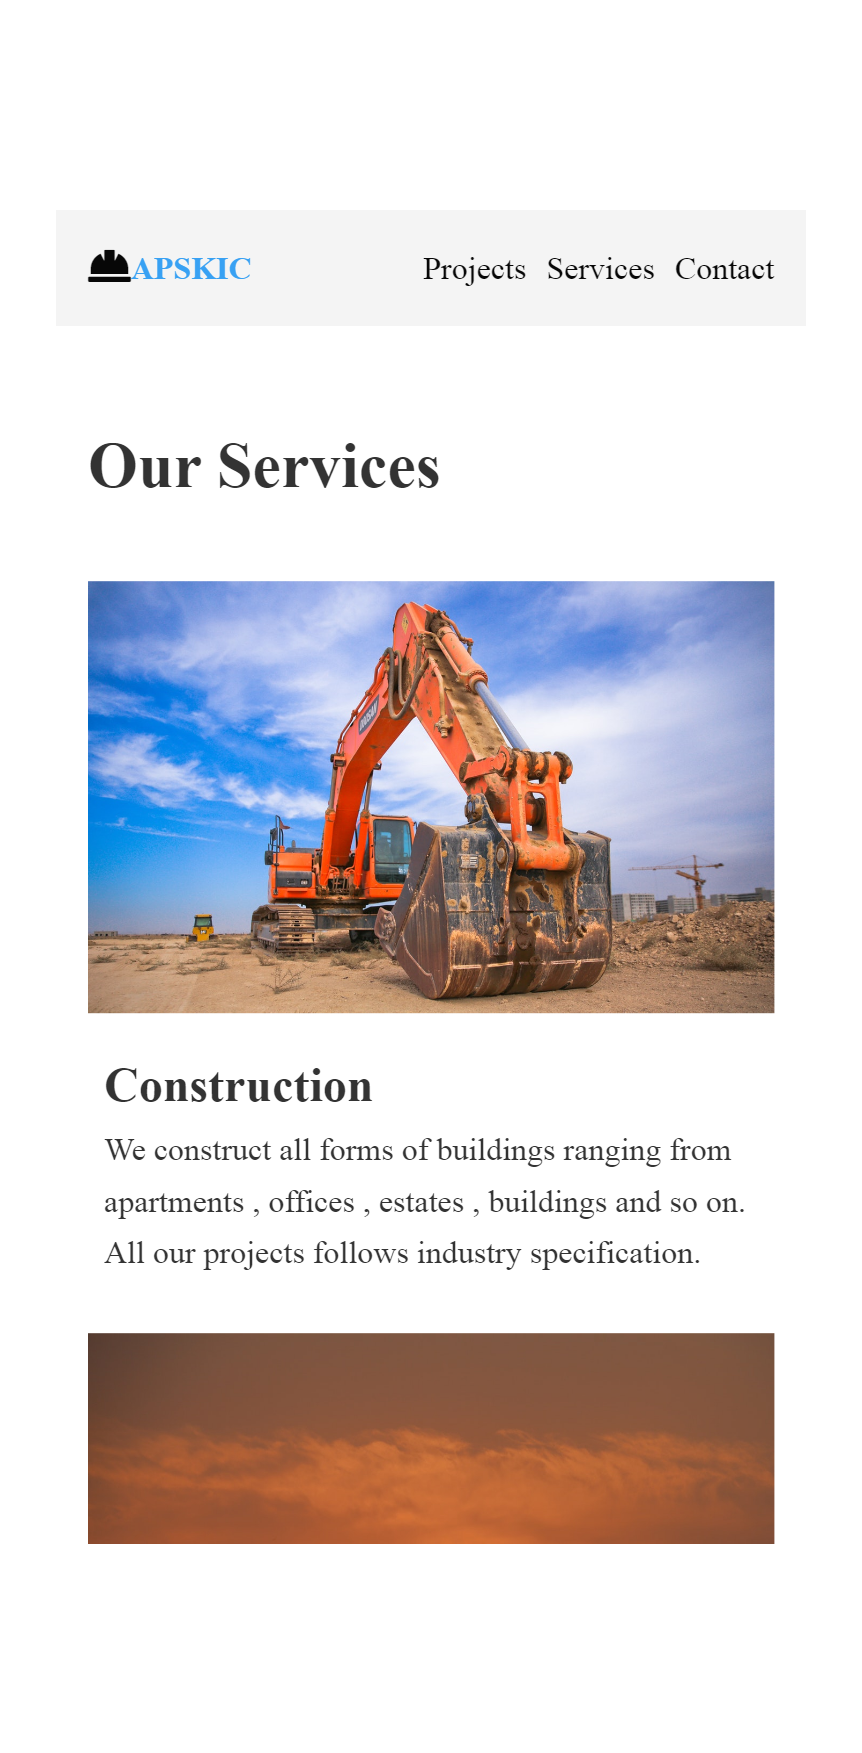 APSKIC Projects Services Contact
Our Services
Construction
We construct all forms of buildings ranging from
apartments , offices , estates , buildings and so on.
All our projects follows industry specification.